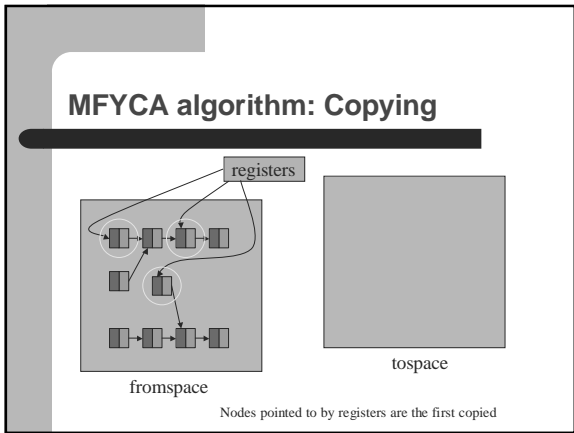 MFYCA algorithm: Copying
registers
fromspace
tospace
Nodes pointed to by registers are the first copied